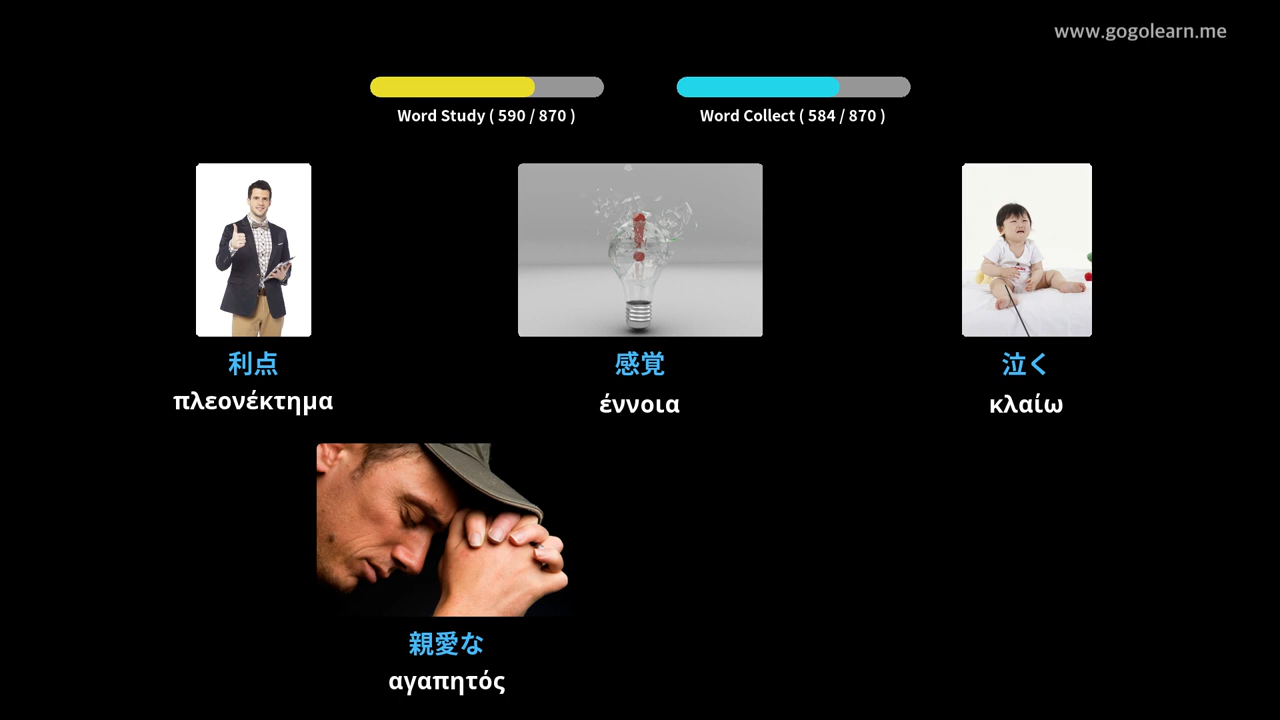 www.gogolearn.me
Word Study ( 590 / 870 )
Word Collect ( 584 / 870 )
利点
πλεονέκτημα
感覚
έννοια
泣く
κλαίω
親愛な
αγαπητός